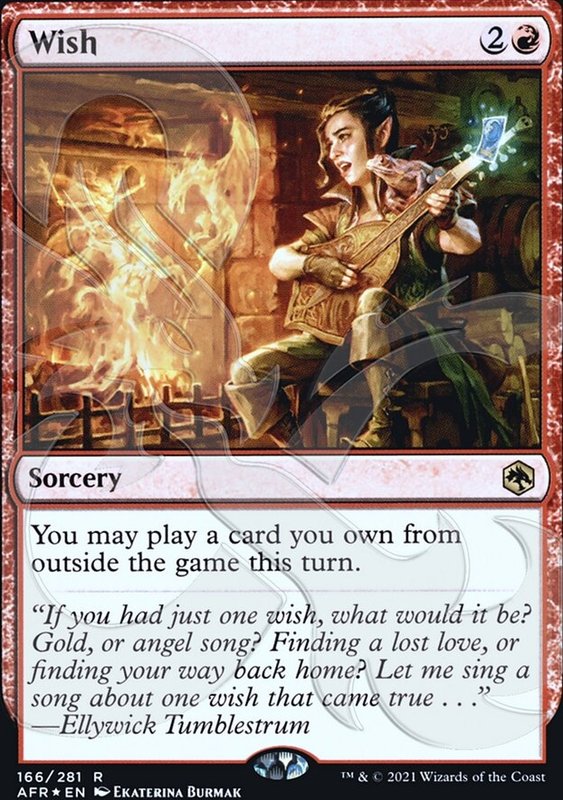 Wish 2
Sorcery
You may play a card you own from
outside the game this turn.
“If you had just one wish, what would it be?
Gold, or angel song? Finding a lost love, or
finding your way back home? Let me sing a
song about one wish that came true . . .”
—Ellywick Tumblestrum
166/281 R
AFR★EN Ekaterina Burmak
™ & © 2021 Wizards of the Coast